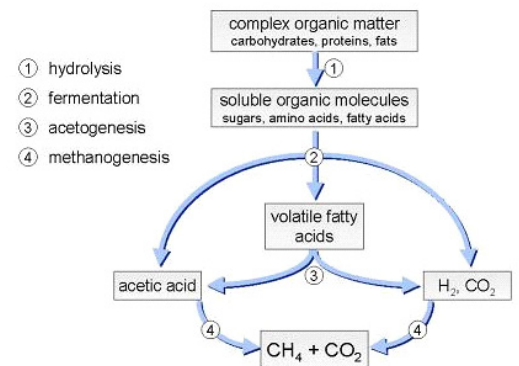 complex organic matter
carbohydrates, proteins, fats
① hydrolysis
② fermentation
③ acetogenesis
④ methanogenesis
①
soluble organic molecules
sugars, amino acids, fatty acids
②
volatile fatty
acids
③
acetic acid
H₂, CO₂
④
④
CH₄ + CO₂